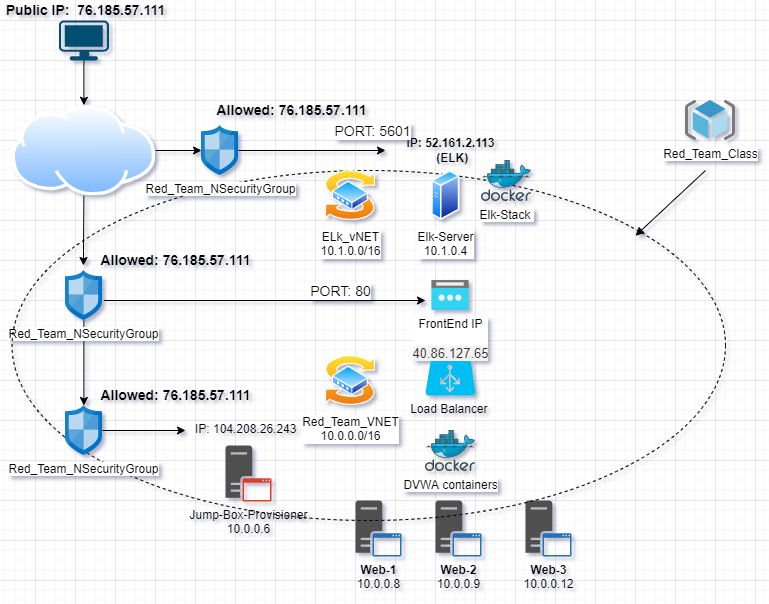 Public IP: 76.185.57.111
Allowed: 76.185.57.111
PORT: 5601
IP: 52.161.2.113
(ELK)
Red_Team_NSecurityGroup
docker
Elk-Stack
Red_Team_Class
ELk_vNET
10.1.0.0/16
Elk-Server
10.1.0.4
Allowed: 76.185.57.111
PORT: 80
FrontEnd IP
Red_Team_NSecurityGroup
40.86.127.65
Load Balancer
Allowed: 76.185.57.111
IP: 104.208.26.243
Red_Team_VNET
10.0.0.0/16
Red_Team_NSecurityGroup
docker
DVWA containers
Jump-Box-Provisioner
10.0.0.6
Web-1
10.0.0.8
Web-2
10.0.0.9
Web-3
10.0.0.12